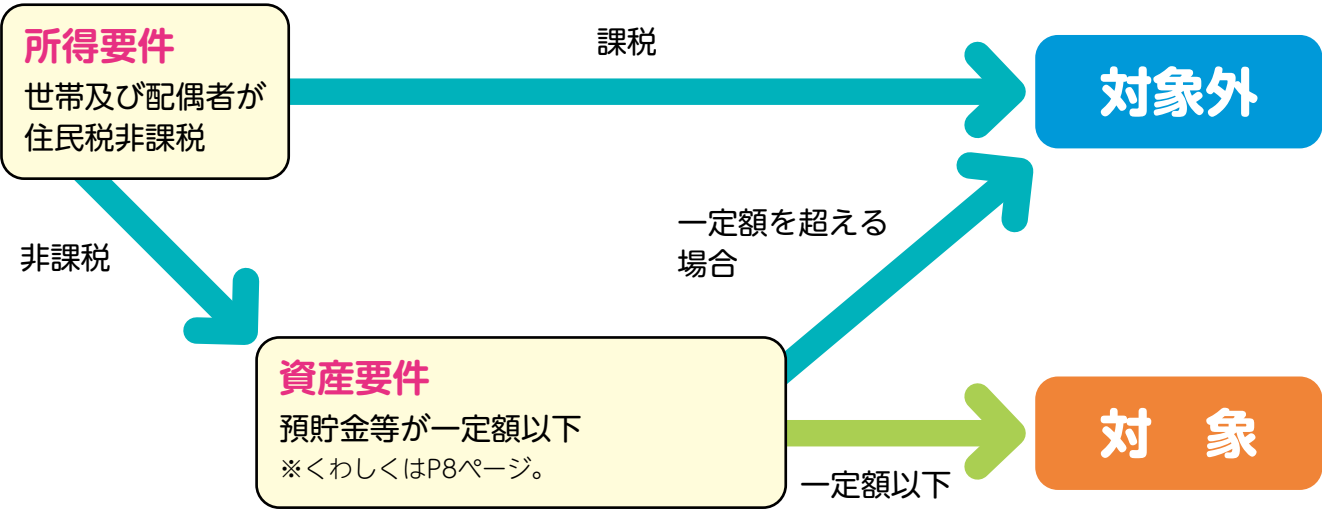 所得要件
世帯及び配偶者が
住民税非課税
課税
対象外
非課税
一定額を超える
場合
資産要件
預貯金等が一定額以下
※くわしくはP8ページ。
一定額以下
対　象